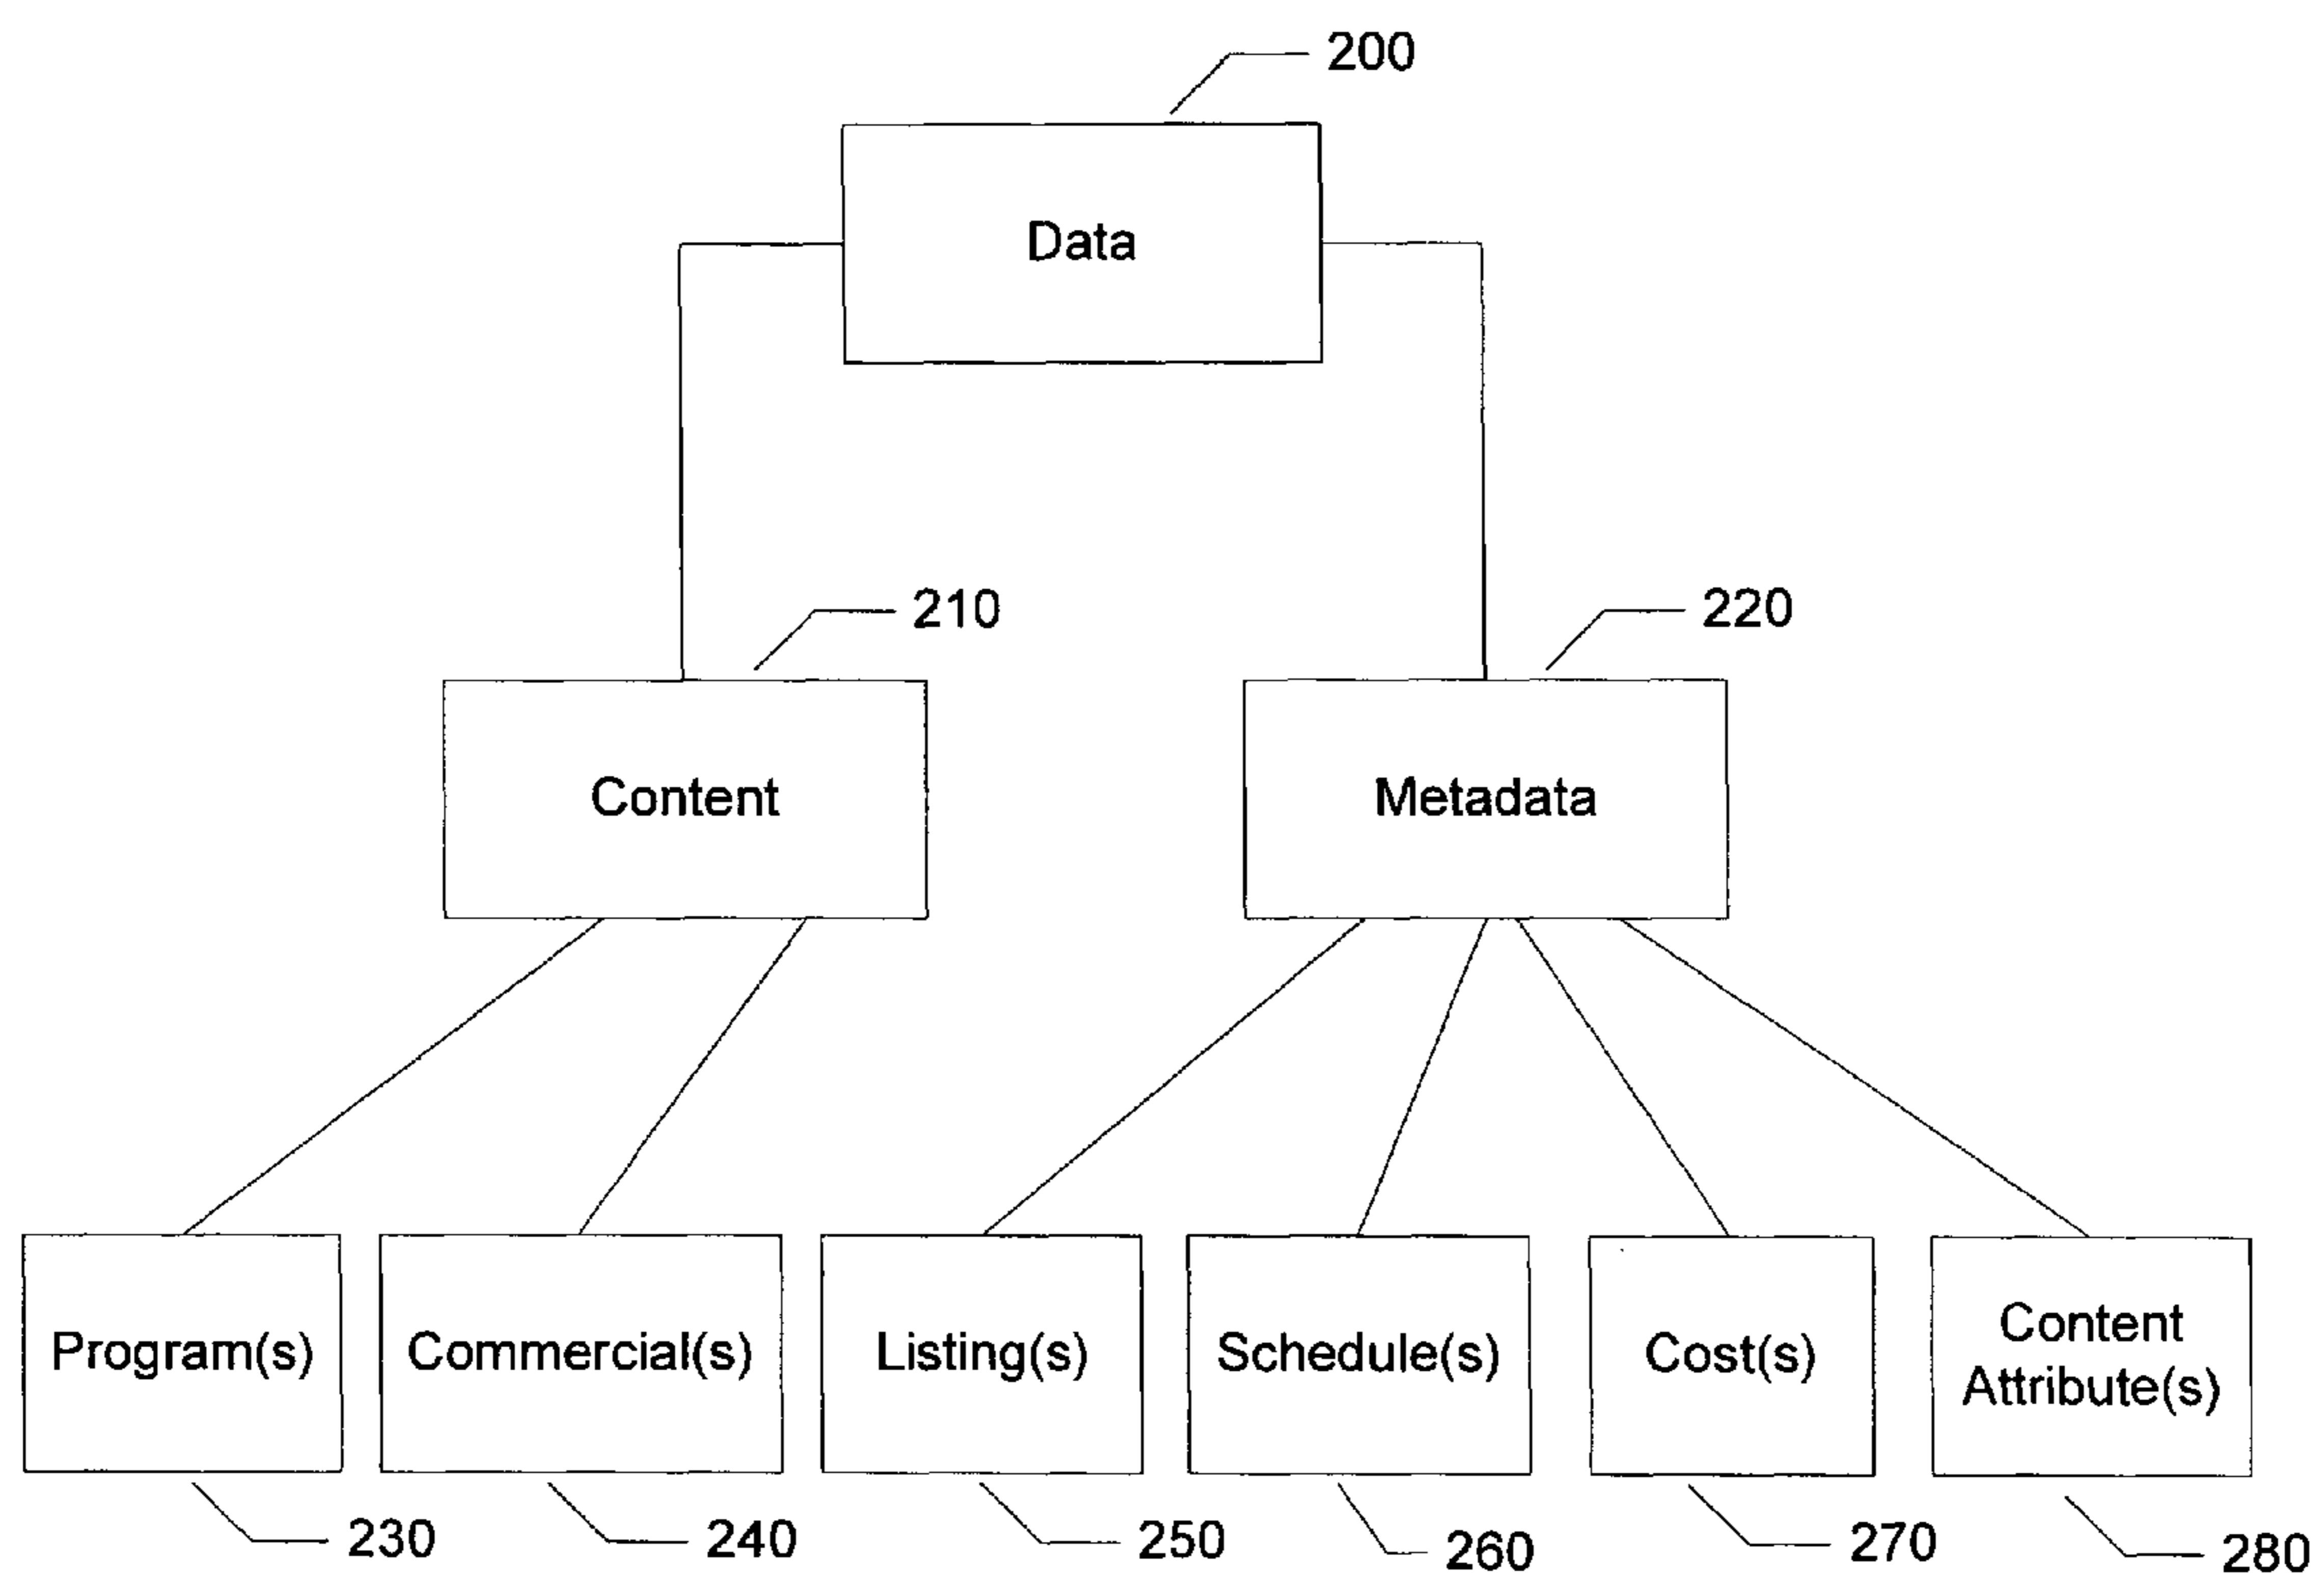 200
Data
210
220
Content
Metadata
Program(s)
Commercial(s)
Listing(s)
Schedule(s)
Cost(s)
Content
Attribute(s)
230
240
250
260
270
280